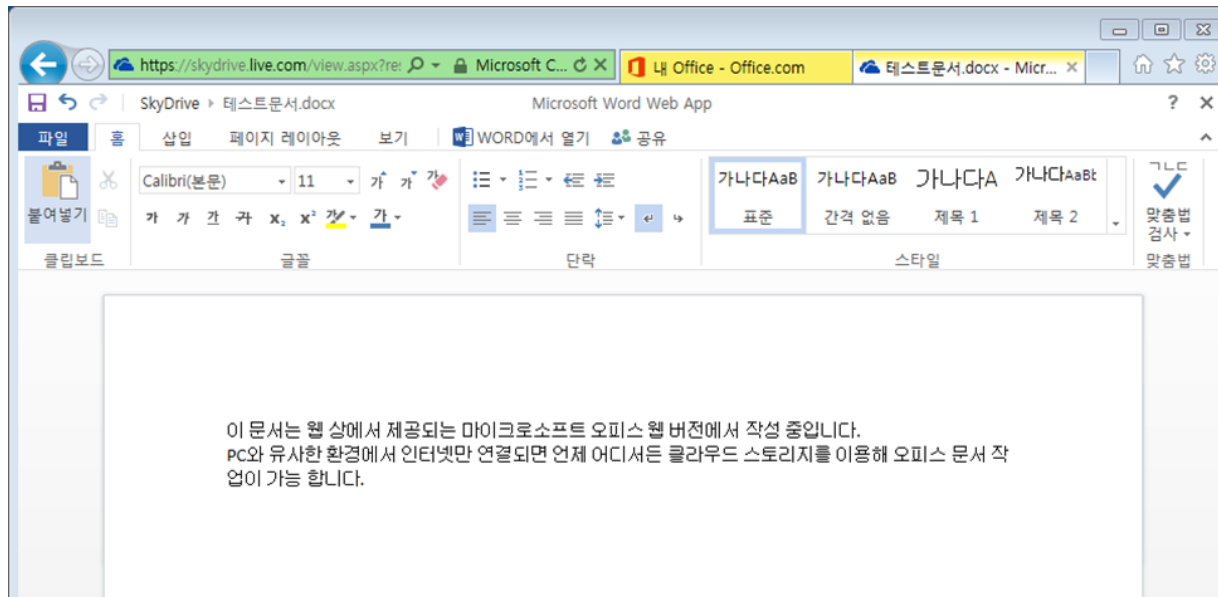 https://skydrive.live.com/view.aspx?re: Microsoft C... 내 Office - Office.com 테스트문서.docx - Micr...
SkyDrive ▸ 테스트문서.docx Microsoft Word Web App ?
파일 홈 삽입 페이지 레이아웃 보기 WORD에서 열기 공유
Calibri(본문) 11 가 가 가 가나다AaB 가나다AaB 가나다A 가나다AaBb ㄱㄴㄷ
붙여넣기 가 가 가 가 x₂ x² 가 가 표준 간격 없음 제목 1 제목 2 맞춤법
검사
클립보드 글꼴 단락 스타일 맞춤법
이 문서는 웹 상에서 제공되는 마이크로소프트 오피스 웹 버전에서 작성 중입니다.
PC와 유사한 환경에서 인터넷만 연결되면 언제 어디서든 클라우드 스토리지를 이용해 오피스 문서 작
업이 가능 합니다.